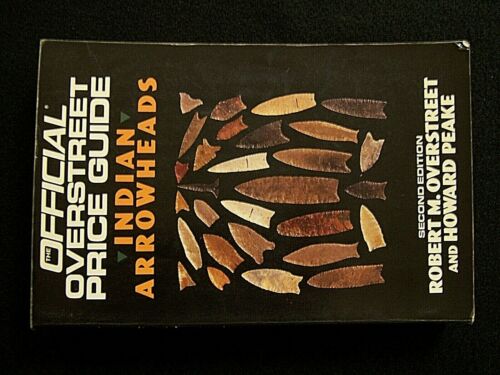 THE
OFFICIAL®
OVERSTREET
PRICE GUIDE
INDIAN
ARROWHEADS
SECOND EDITION
ROBERT M. OVERSTREET
AND HOWARD PEAKE